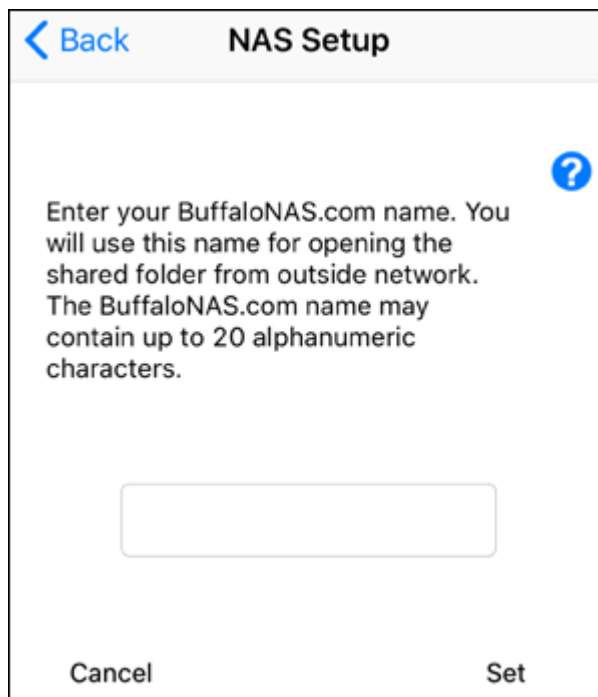 Back
NAS Setup
?
Enter your BuffaloNAS.com name. You
will use this name for opening the
shared folder from outside network.
The BuffaloNAS.com name may
contain up to 20 alphanumeric
characters.
Cancel
Set